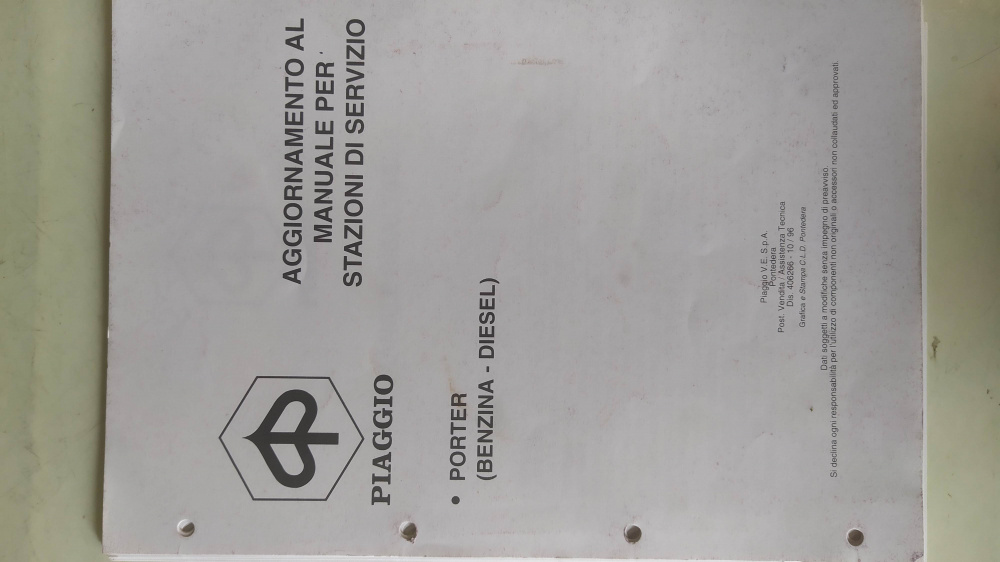 PIAGGIO
AGGIORNAMENTO AL
MANUALE PER
STAZIONI DI SERVIZIO
• PORTER
(BENZINA - DIESEL)
Piaggio V.E. S.p.A.
Pontedera
Post. Vendita / Assistenza Tecnica
Dis. 406266 - 10 / 96
Grafica e Stampa C.L.D. Pontedera
Dati soggetti a modifiche senza impegno di preavviso
Si declina ogni responsabilità per l'utilizzo di componenti non originali o accessori non collaudati ed approvati.